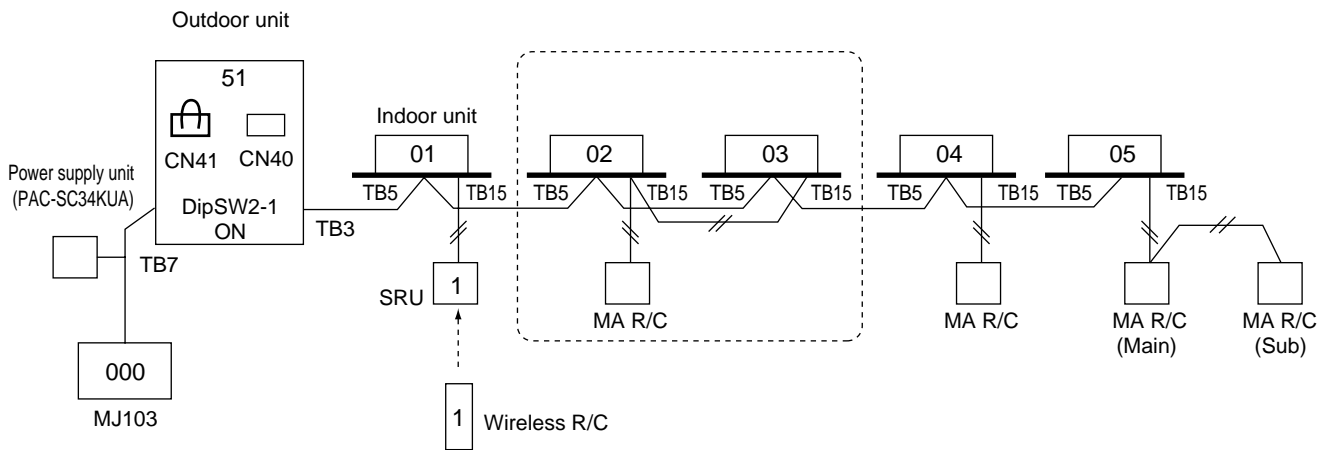 Outdoor unit
51
CN41 CN40
DipSW2-1
ON
Power supply unit
(PAC-SC34KUA)
TB7
TB3
000
MJ103
Indoor unit
01
TB5 TB15
SRU 1
1 Wireless R/C
02
TB5 TB15
MA R/C
03
TB5 TB15
04
TB5 TB15
MA R/C
05
TB5 TB15
MA R/C
(Main)
MA R/C
(Sub)